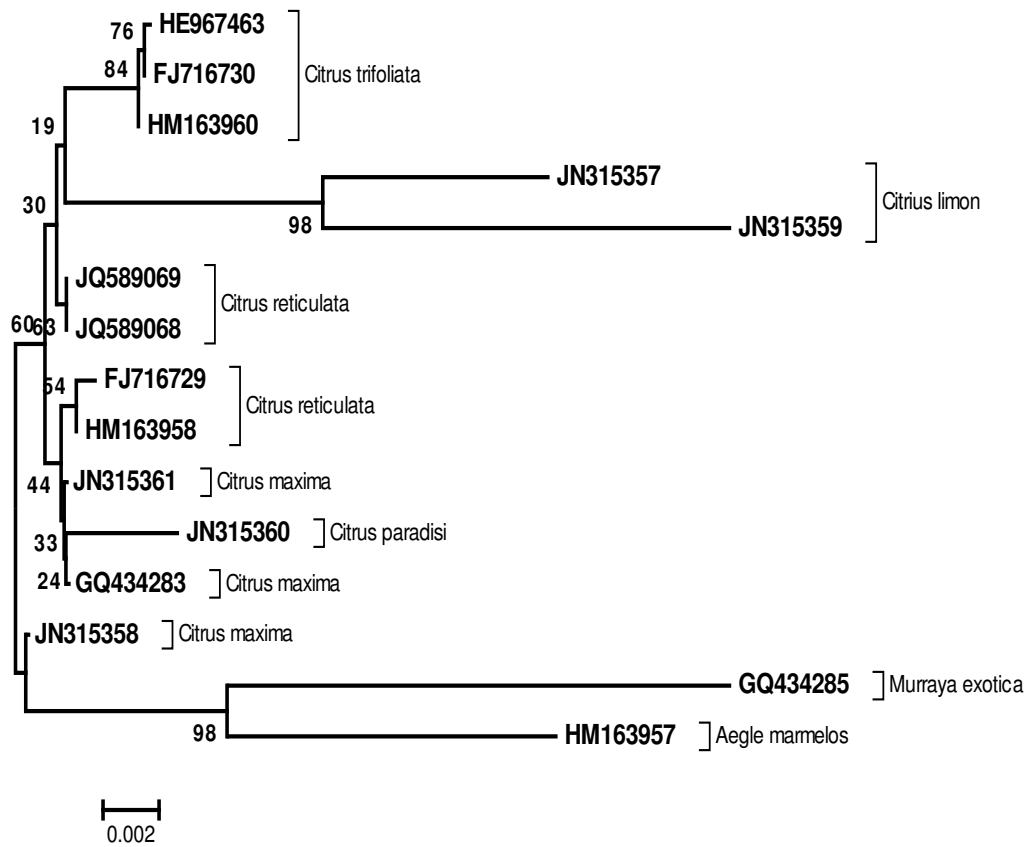 76
HE967463
84
FJ716730
Citrus trifoliata
HM163960
19
JN315357
30
Citrius limon
98
JN315359
JQ589069
Citrus reticulata
60
63
JQ589068
54
FJ716729
Citrus reticulata
HM163958
44
JN315361
Citrus maxima
JN315360
Citrus paradisi
33
24
GQ434283
Citrus maxima
JN315358
Citrus maxima
GQ434285
Murraya exotica
98
HM163957
Aegle marmelos
0.002